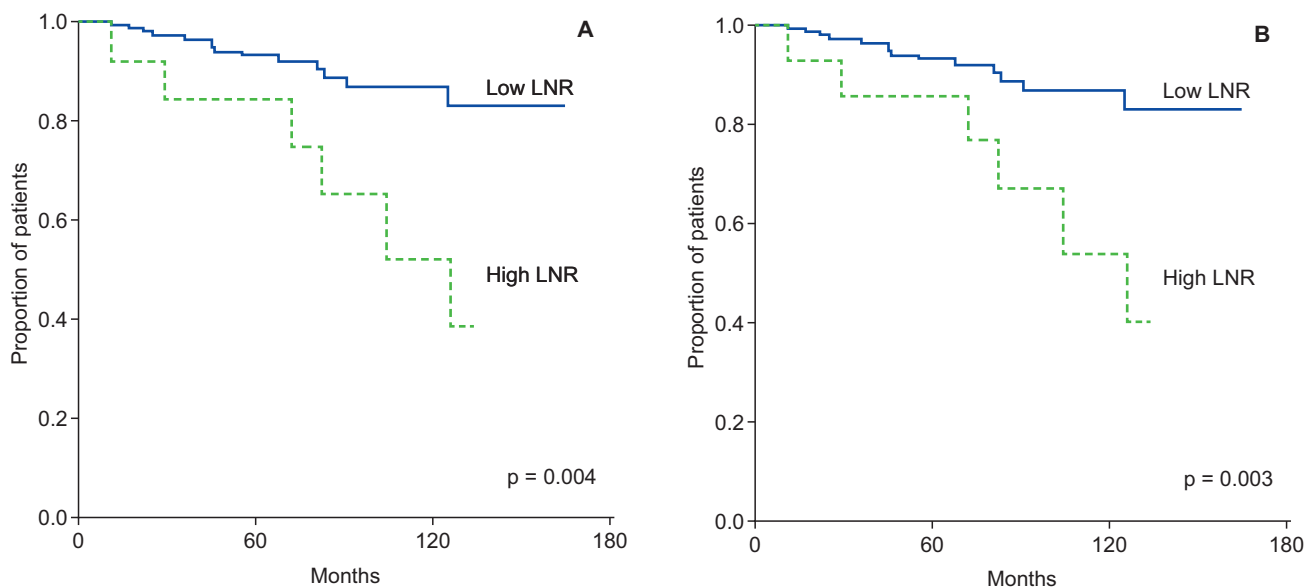 A
1.0
0.8
0.6
0.4
0.2
0.0
Proportion of patients
Low LNR
High LNR
p = 0.004
0 60 120 180
Months
B
1.0
0.8
0.6
0.4
0.2
0.0
Proportion of patients
Low LNR
High LNR
p = 0.003
0 60 120 180
Months